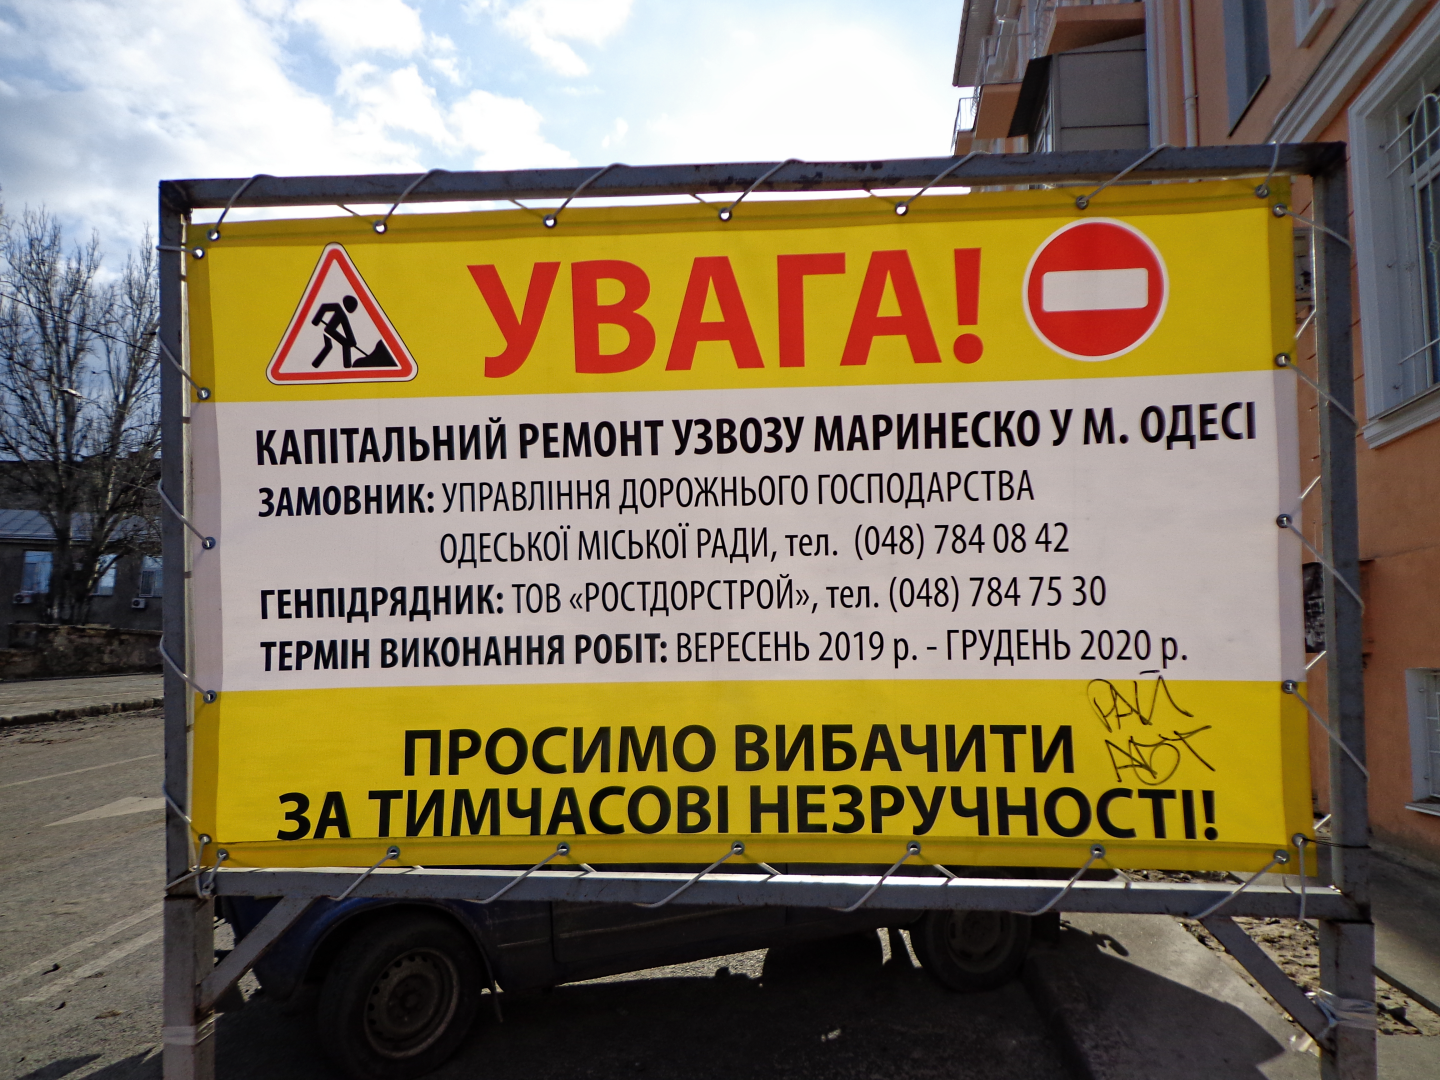 УВАГА!
КАПІТАЛЬНИЙ РЕМОНТ УЗВОЗУ МАРИНЕСКО У М. ОДЕСІ
ЗАМОВНИК: УПРАВЛІННЯ ДОРОЖНЬОГО ГОСПОДАРСТВА
ОДЕСЬКОЇ МІСЬКОЇ РАДИ, тел. (048) 784 08 42
ГЕНПІДРЯДНИК: ТОВ «РОСТДОРСТРОЙ», тел. (048) 784 75 30
ТЕРМІН ВИКОНАННЯ РОБІТ: ВЕРЕСЕНЬ 2019 р. - ГРУДЕНЬ 2020 р.
ПРОСИМО ВИБАЧИТИ
ЗА ТИМЧАСОВІ НЕЗРУЧНОСТІ!